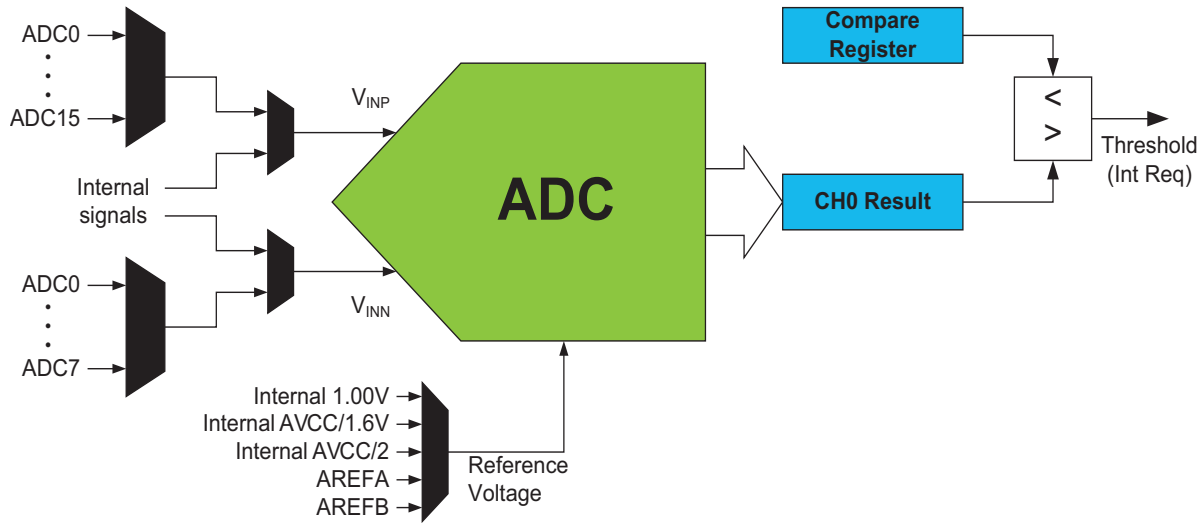 ADC0
ADC15
Internal
signals
ADC0
ADC7
VINP
VINN
ADC
Compare
Register
CH0 Result
<
>
Threshold
(Int Req)
Internal 1.00V
Internal AVCC/1.6V
Internal AVCC/2
AREFA
AREFB
Reference
Voltage